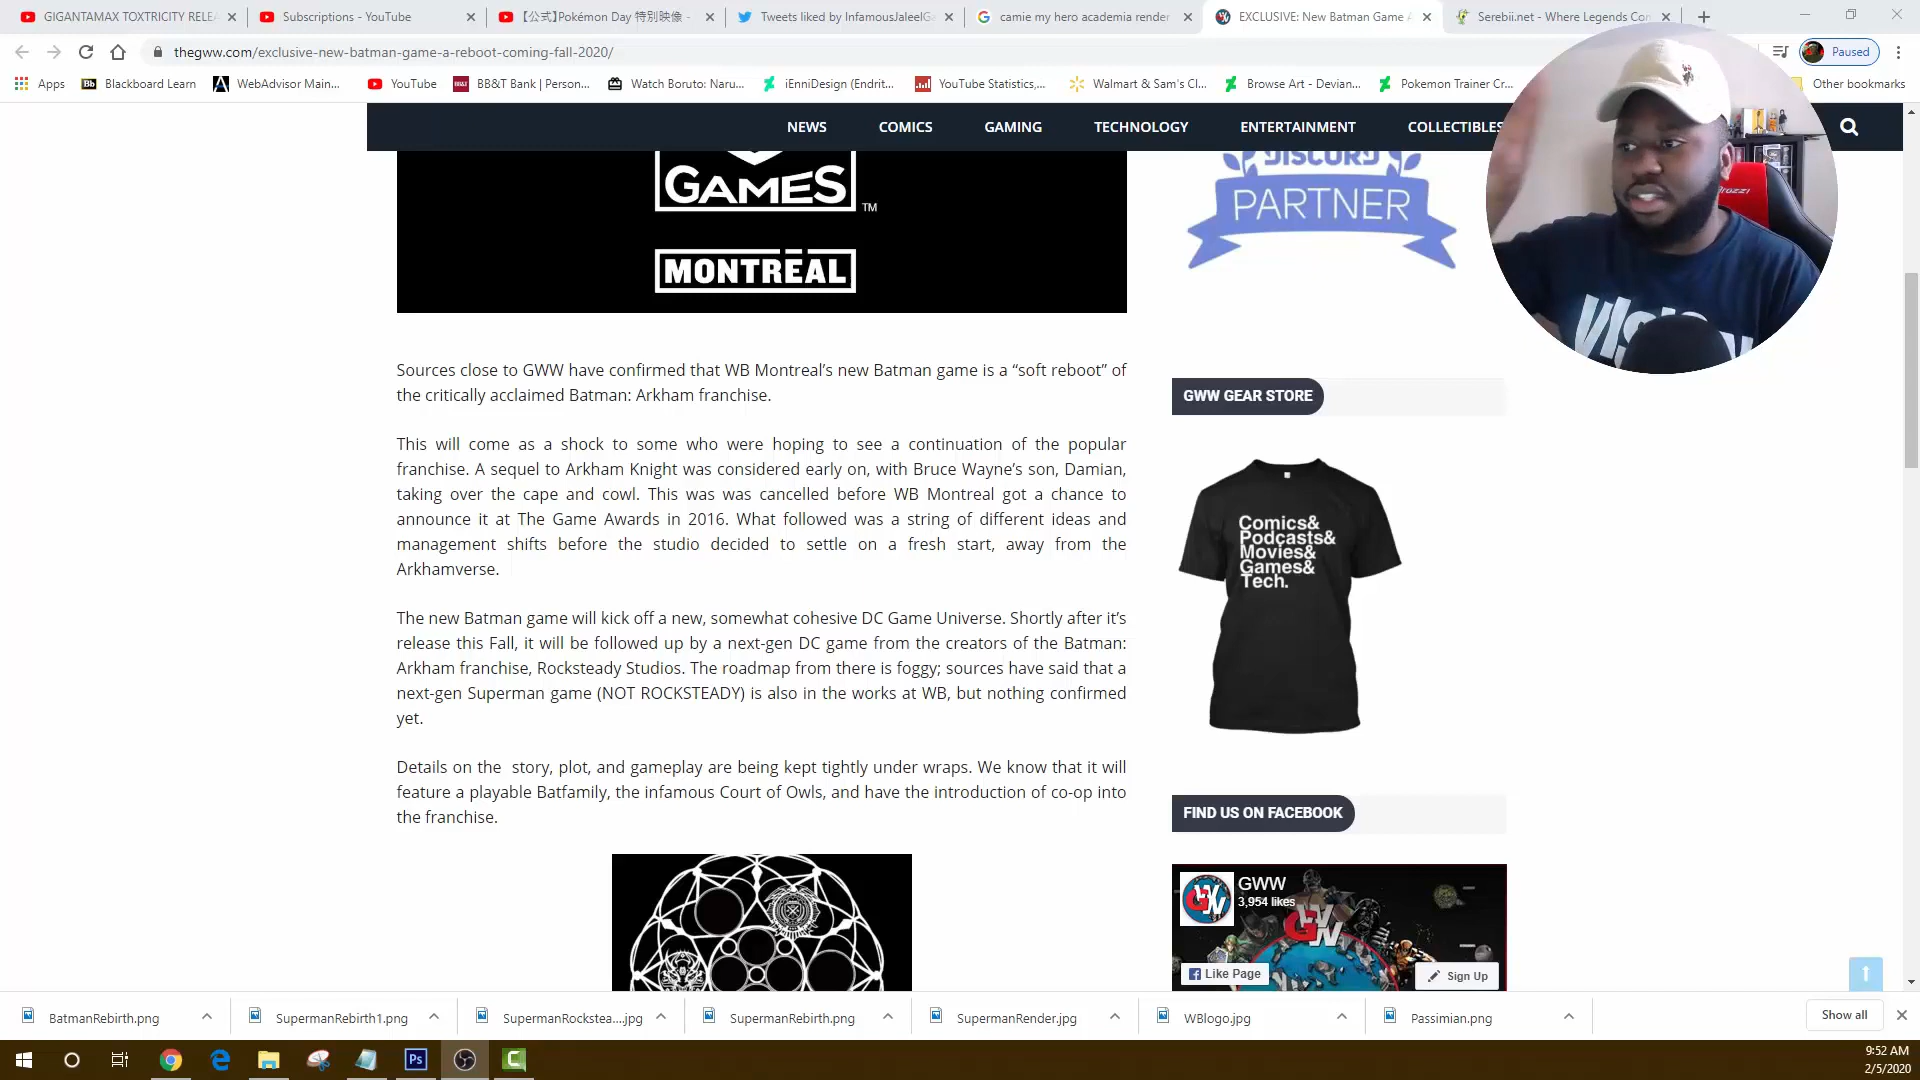 GIGANTAMAX TOXTRICITY RELE
Subscriptions - YouTube
【公式】Pokémon Day 特別映像 -
Tweets liked by InfamousJaleelG
camie my hero academia render
EXCLUSIVE: New Batman Game
Serebii.net - Where Legends Con
thegww.com/exclusive-new-batman-game-a-reboot-coming-fall-2020/
Paused
Apps
Blackboard Learn
WebAdvisor Main...
YouTube
BB&T Bank | Person...
Watch Boruto: Naru...
iEnniDesign (Endrit...
YouTube Statistics,...
Walmart & Sam's Cl...
Browse Art - Devian...
Pokemon Trainer Cr...
Other bookmarks
NEWS
COMICS
GAMING
TECHNOLOGY
ENTERTAINMENT
COLLECTIBLES
GAMES
TM
MONTRÉAL
DISCORD
PARTNER
Sources close to GWW have confirmed that WB Montreal’s new Batman game is a “soft reboot” of
the critically acclaimed Batman: Arkham franchise.
This will come as a shock to some who were hoping to see a continuation of the popular
franchise. A sequel to Arkham Knight was considered early on, with Bruce Wayne’s son, Damian,
taking over the cape and cowl. This was was cancelled before WB Montreal got a chance to
announce it at The Game Awards in 2016. What followed was a string of different ideas and
management shifts before the studio decided to settle on a fresh start, away from the
Arkhamverse.
The new Batman game will kick off a new, somewhat cohesive DC Game Universe. Shortly after it’s
release this Fall, it will be followed up by a next-gen DC game from the creators of the Batman:
Arkham franchise, Rocksteady Studios. The roadmap from there is foggy; sources have said that a
next-gen Superman game (NOT ROCKSTEADY) is also in the works at WB, but nothing confirmed
yet.
Details on the story, plot, and gameplay are being kept tightly under wraps. We know that it will
feature a playable Batfamily, the infamous Court of Owls, and have the introduction of co-op into
the franchise.
GWW GEAR STORE
Comics&
Podcasts&
Movies&
Games&
Tech.
FIND US ON FACEBOOK
GWW
3,954 likes
Like Page
Sign Up
BatmanRebirth.png
SupermanRebirth1.png
SupermanRockstea....jpg
SupermanRebirth.png
SupermanRender.jpg
WBlogo.jpg
Passimian.png
Show all
Ps
9:52 AM
2/5/2020